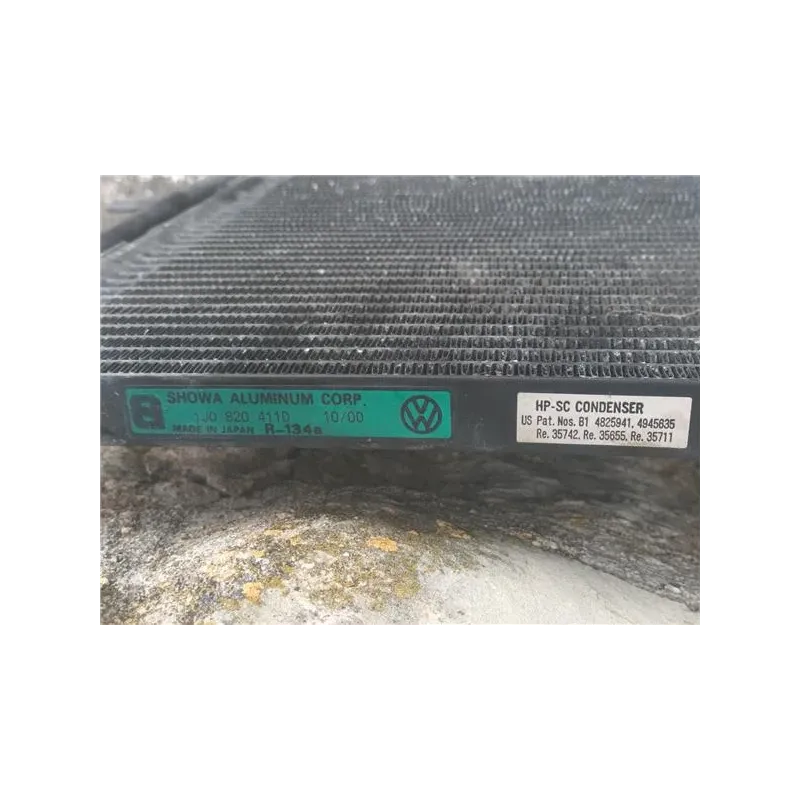 SHOWA ALUMINUM CORP.
1J0 820 411D 10/00
MADE IN JAPAN R-134a
HP-SC CONDENSER
US Pat. Nos. B1 4825941, 4945635
Re. 35742, Re. 35655, Re. 35711